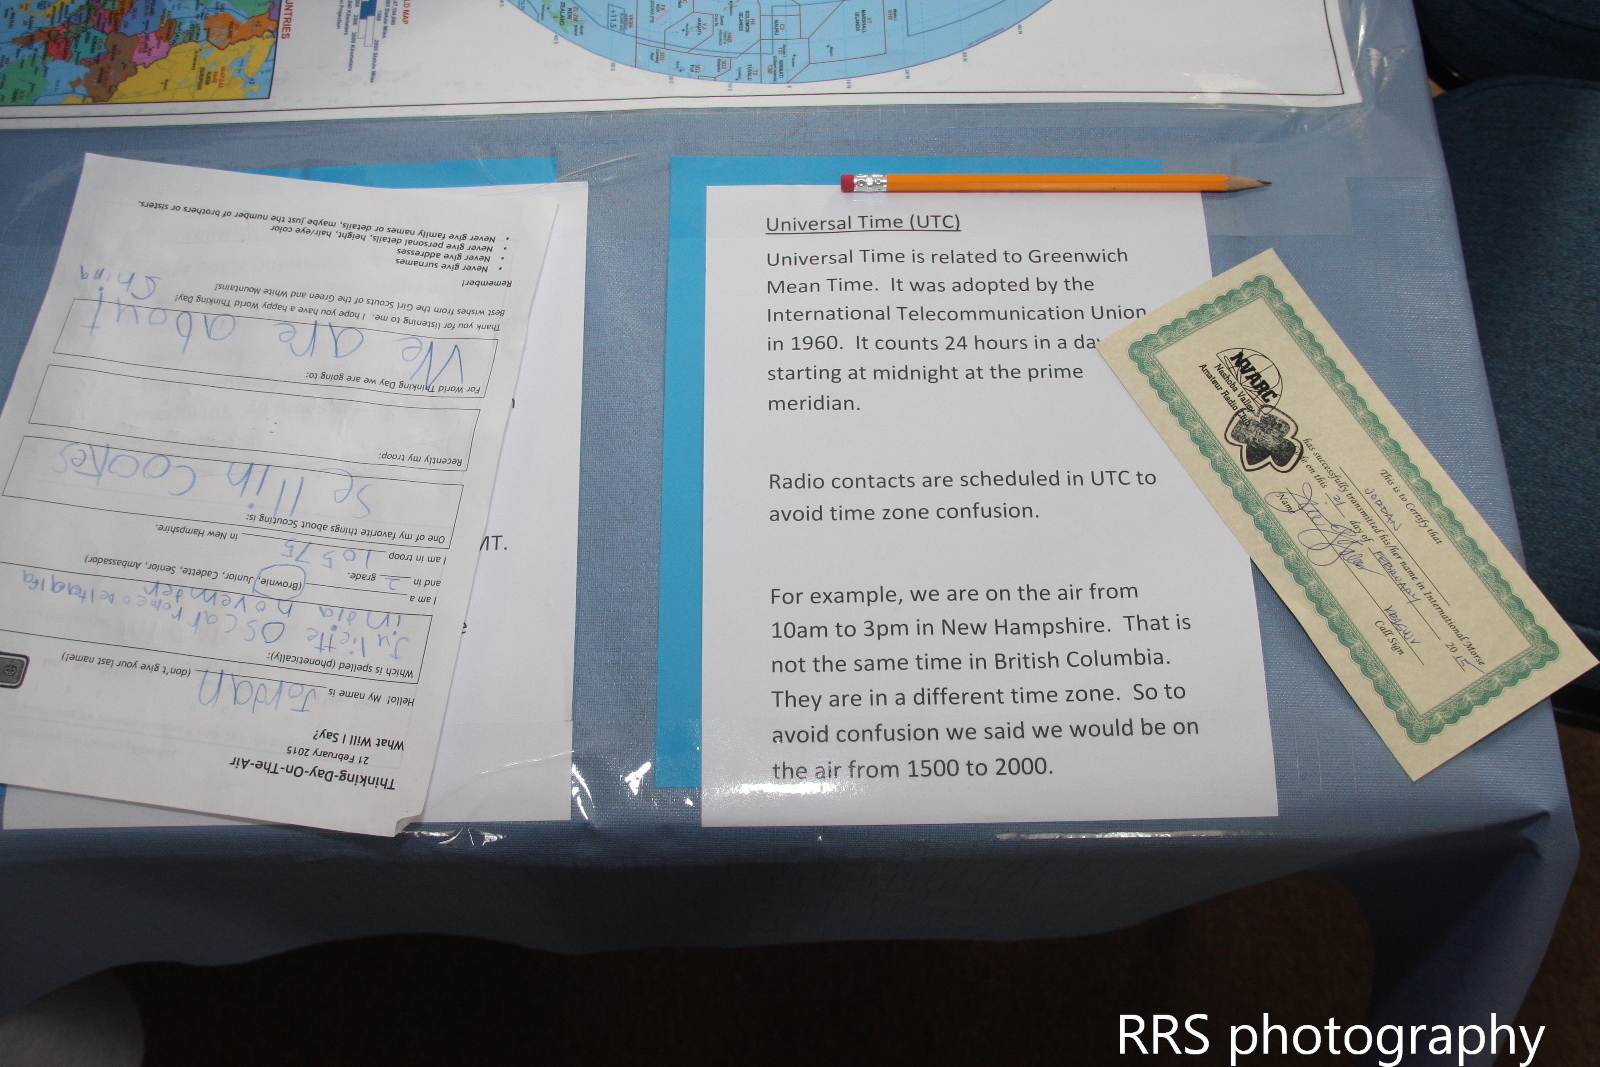 Universal Time (UTC)
Universal Time is related to Greenwich
Mean Time. It was adopted by the
International Telecommunication Union
in 1960. It counts 24 hours in a day
starting at midnight at the prime
meridian.
Radio contacts are scheduled in UTC to
avoid time zone confusion.
For example, we are on the air from
10am to 3pm in New Hampshire. That is
not the same time in British Columbia.
They are in a different time zone. So to
avoid confusion we said we would be on
the air from 1500 to 2000.
Thinking-Day-On-The-Air
21 February 2015
What Will I Say?
Hello! My name is Jordan (don't give your last name!)
Which is spelled (phonetically):
Juliette Oscar romeo delta alfa
india november
I am a (Brownie, Junior, Cadette, Senior, Ambassador)
and in 2 grade.
I am in troop 10575 in New Hampshire.
One of my favorite things about Scouting is:
Sellin Cookes
Recently my troop:
For World Thinking Day we are going to:
We are about
China
Thank you for listening to me. I hope you have a happy World Thinking Day!
Best wishes from the Girl Scouts of the Green and White Mountains!
Remember!
• Never give surnames
• Never give addresses
• Never give personal details, height, hair/eye color
• Never give family names or details, maybe just the number of brothers or sisters.
NVARC
Nashoba Valley
Amateur Radio Club
This is to Certify that
JORDAN
has successfully transmitted his/her name in International Morse
on this 21 day of FEBRUARY 2015
Name
Call Sign
COUNTRIES
NEW ZEALAND
MARSHALL ISLANDS
RRS photography